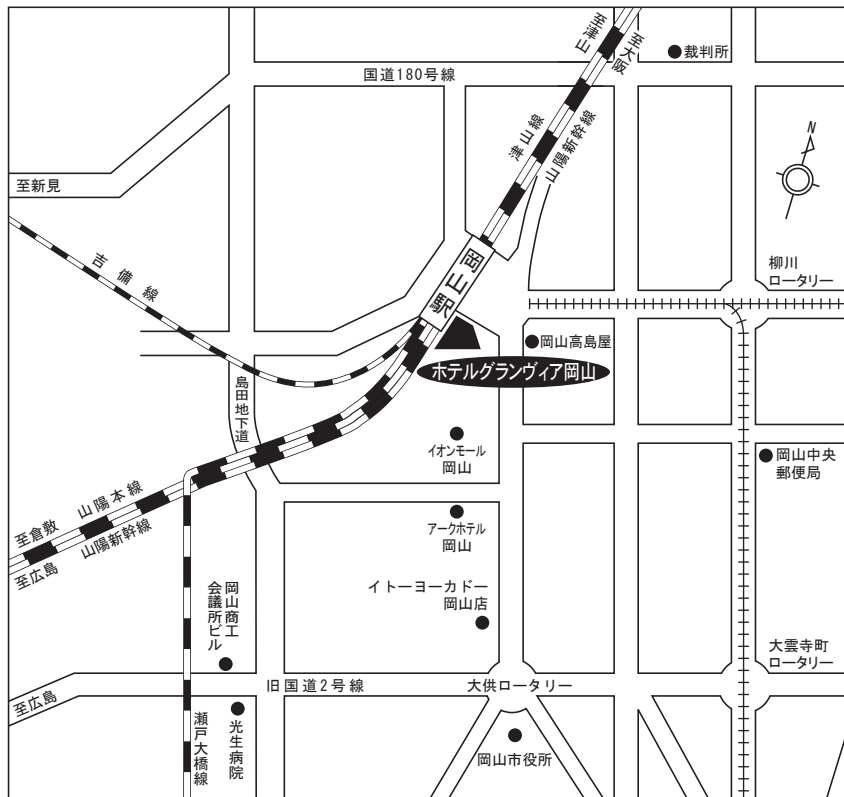 至津山
至大阪
裁判所
国道180号線
津山線
山陽新幹線
N
至新見
吉備線
岡山駅
柳川
ロータリー
岡山高島屋
ホテルグランヴィア岡山
島田地下道
イオンモール
岡山
岡山中央
郵便局
至倉敷
山陽本線
至広島
山陽新幹線
アークホテル
岡山
イトーヨーカドー
岡山店
岡山商工
会議所ビル
大雲寺町
ロータリー
旧国道2号線
大供ロータリー
至広島
瀬戸大橋線
光生病院
岡山市役所